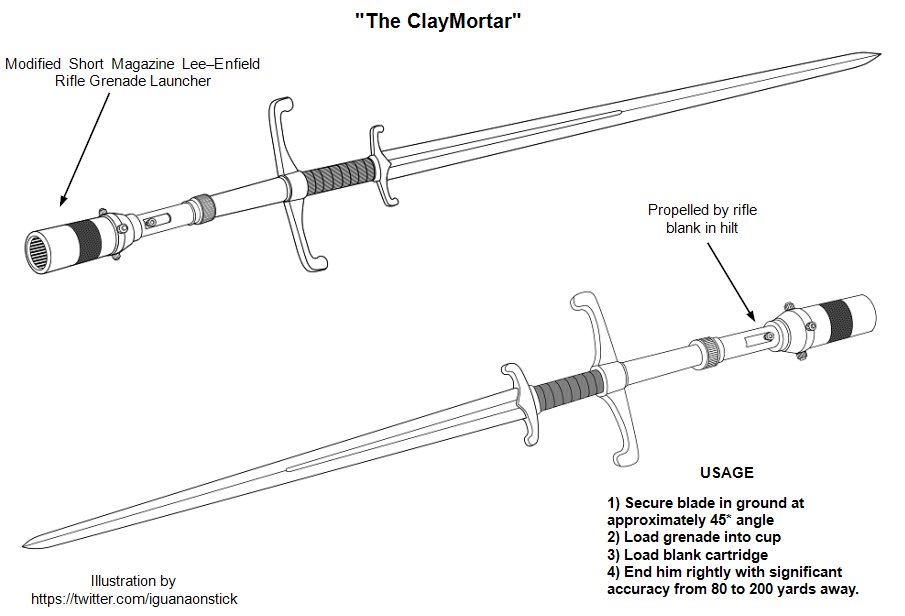 "The ClayMortar"
Modified Short Magazine Lee–Enfield
Rifle Grenade Launcher
Propelled by rifle
blank in hilt
USAGE
1) Secure blade in ground at
approximately 45* angle
2) Load grenade into cup
3) Load blank cartridge
4) End him rightly with significant
accuracy from 80 to 200 yards away.
Illustration by
https://twitter.com/iguanaonstick